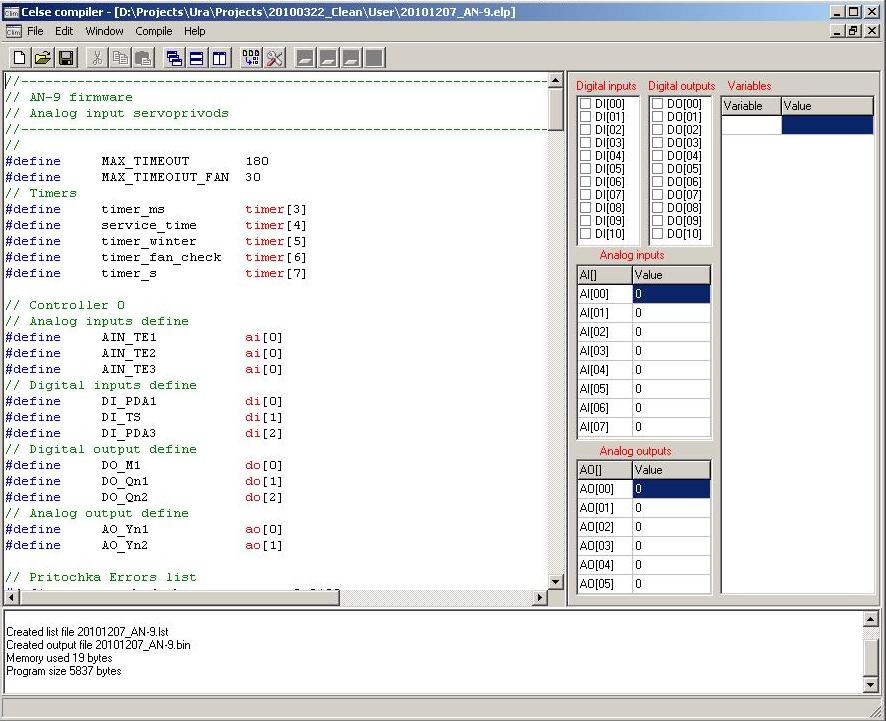 Celse compiler - [D:\Projects\Ura\Projects\20100322_Clean\User\20101207_AN-9.elp]
File Edit Window Compile Help
//----------------------------------------------------------------------
// AN-9 firmware
// Analog input servoprivods
//----------------------------------------------------------------------
//
#define MAX_TIMEOUT 180
#define MAX_TIMEOIUT_FAN 30
// Timers
#define timer_ms timer[3]
#define service_time timer[4]
#define timer_winter timer[5]
#define timer_fan_check timer[6]
#define timer_s timer[7]
// Controller 0
// Analog inputs define
#define AIN_TE1 ai[0]
#define AIN_TE2 ai[0]
#define AIN_TE3 ai[0]
// Digital inputs define
#define DI_PDA1 di[0]
#define DI_TS di[1]
#define DI_PDA3 di[2]
// Digital output define
#define DO_M1 do[0]
#define DO_Qn1 do[1]
#define DO_Qn2 do[2]
// Analog output define
#define AO_Yn1 ao[0]
#define AO_Yn2 ao[1]
// Pritochka Errors list
Digital inputs
DI[00]
DI[01]
DI[02]
DI[03]
DI[04]
DI[05]
DI[06]
DI[07]
DI[08]
DI[09]
DI[10]
Digital outputs
DO[00]
DO[01]
DO[02]
DO[03]
DO[04]
DO[05]
DO[06]
DO[07]
DO[08]
DO[09]
DO[10]
Analog inputs
AI[] Value
AI[00] 0
AI[01] 0
AI[02] 0
AI[03] 0
AI[04] 0
AI[05] 0
AI[06] 0
AI[07] 0
Analog outputs
AO[] Value
AO[00] 0
AO[01] 0
AO[02] 0
AO[03] 0
AO[04] 0
AO[05] 0
Variables
Variable Value
Created list file 20101207_AN-9.lst
Created output file 20101207_AN-9.bin
Memory used 19 bytes
Program size 5837 bytes